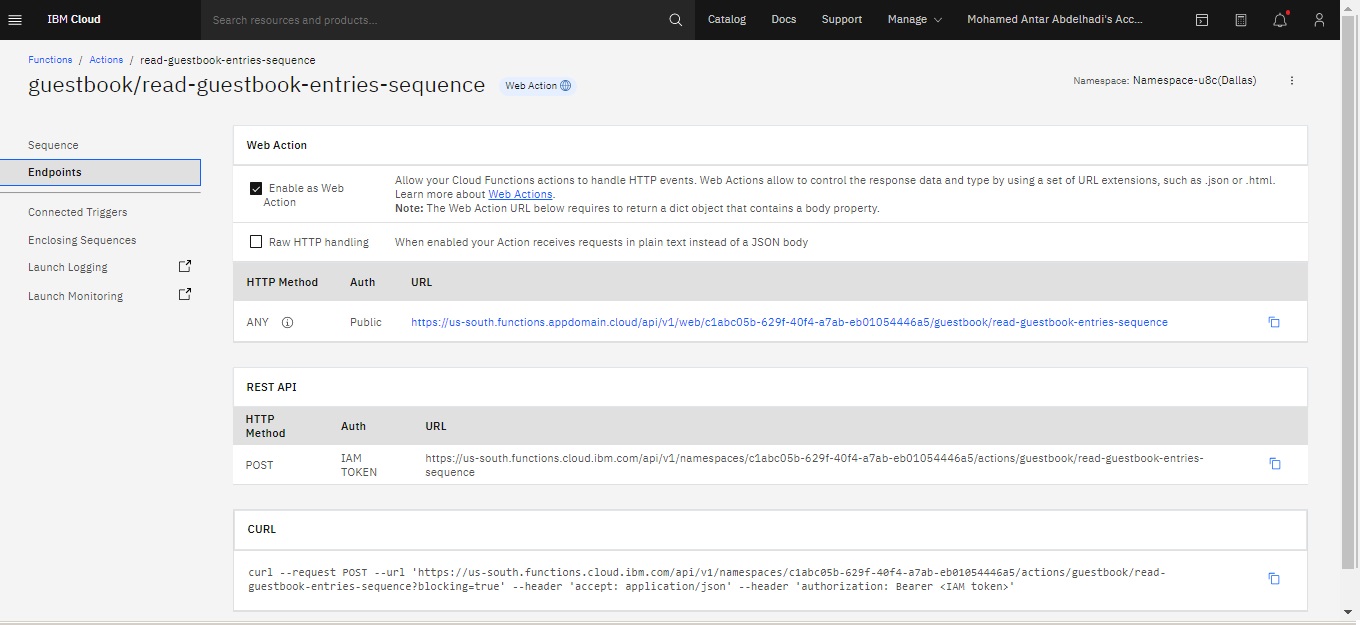 IBM Cloud
Search resources and products...
Catalog
Docs
Support
Manage
Mohamed Antar Abdelhadi's Acc...
Functions / Actions / read-guestbook-entries-sequence
guestbook/read-guestbook-entries-sequence
Web Action
Namespace: Namespace-u8c(Dallas)
Sequence
Endpoints
Connected Triggers
Enclosing Sequences
Launch Logging
Launch Monitoring
Web Action
Enable as Web
Action
Allow your Cloud Functions actions to handle HTTP events. Web Actions allow to control the response data and type by using a set of URL extensions, such as .json or .html.
Learn more about Web Actions.
Note: The Web Action URL below requires to return a dict object that contains a body property.
Raw HTTP handling
When enabled your Action receives requests in plain text instead of a JSON body
HTTP Method Auth URL
ANY Public https://us-south.functions.appdomain.cloud/api/v1/web/c1abc05b-629f-40f4-a7ab-eb01054446a5/guestbook/read-guestbook-entries-sequence
REST API
HTTP
Method
Auth
URL
POST
IAM
TOKEN
https://us-south.functions.cloud.ibm.com/api/v1/namespaces/c1abc05b-629f-40f4-a7ab-eb01054446a5/actions/guestbook/read-guestbook-entries-
sequence
CURL
curl --request POST --url 'https://us-south.functions.cloud.ibm.com/api/v1/namespaces/c1abc05b-629f-40f4-a7ab-eb01054446a5/actions/guestbook/read-
guestbook-entries-sequence?blocking=true' --header 'accept: application/json' --header 'authorization: Bearer <IAM token>'